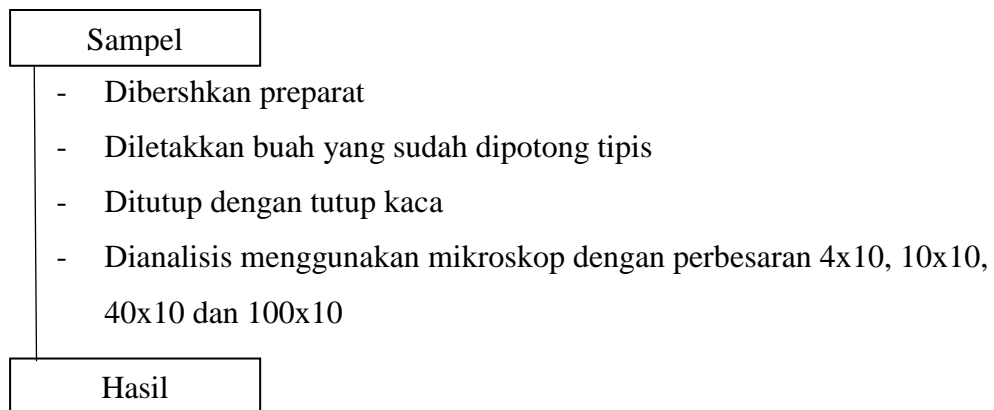 Sampel
- Dibershkan preparat
- Diletakkan buah yang sudah dipotong tipis
- Ditutup dengan tutup kaca
- Dianalisis menggunakan mikroskop dengan perbesaran 4x10, 10x10,
40x10 dan 100x10
Hasil